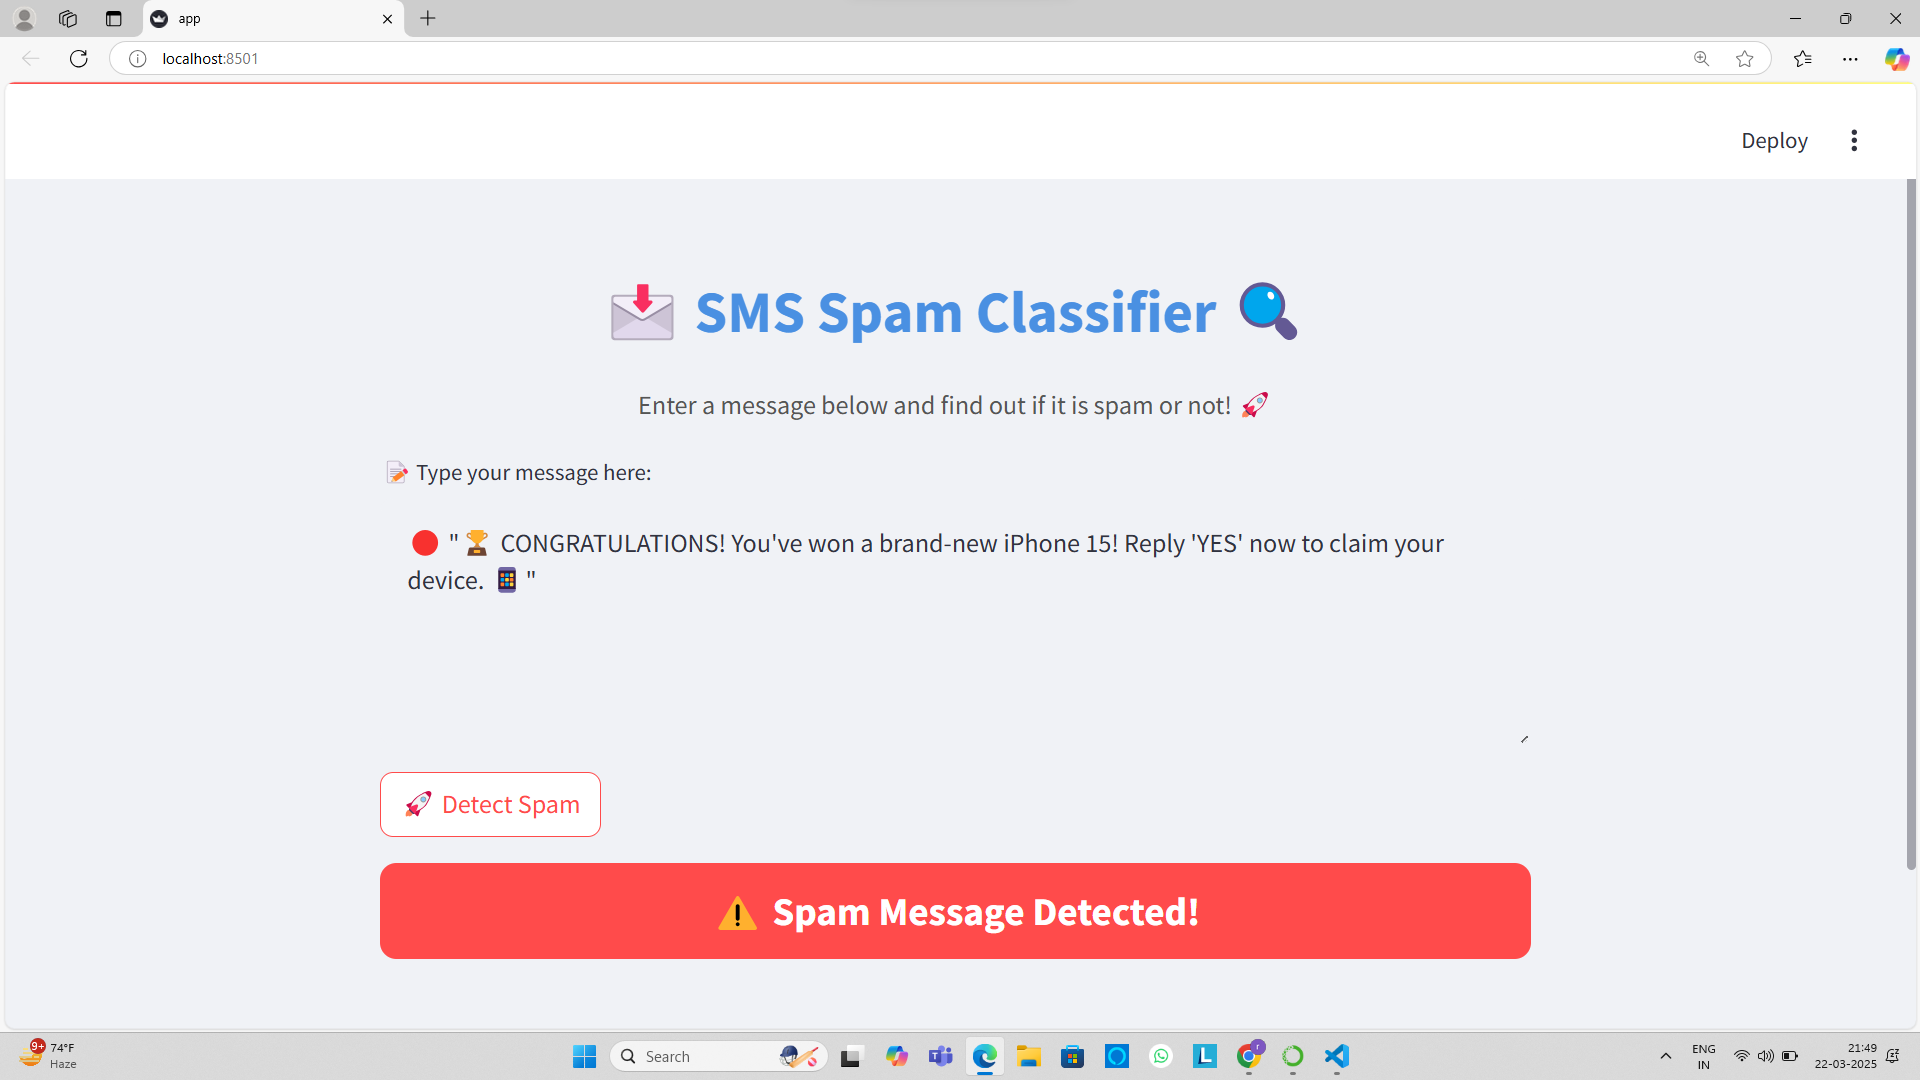 app
localhost:8501
Deploy
📩 SMS Spam Classifier 🔍
Enter a message below and find out if it is spam or not! 🚀
📝 Type your message here:
🔴 "🏆 CONGRATULATIONS! You've won a brand-new iPhone 15! Reply 'YES' now to claim your
device. 📱"
🚀 Detect Spam
⚠️ Spam Message Detected!
9+
74°F
Haze
Search
T
L
r
ENG
IN
21:49
22-03-2025